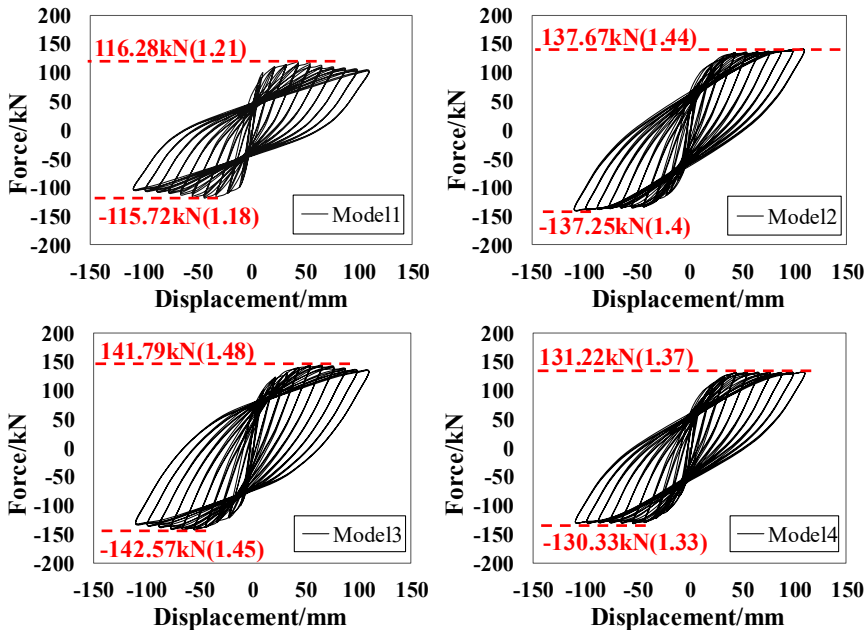 200
150
100
50
0
-50
-100
-150
-200
Force/kN
116.28kN(1.21)
-115.72kN(1.18)
Model1
-150 -100 -50 0 50 100 150
Displacement/mm
200
150
100
50
0
-50
-100
-150
-200
Force/kN
137.67kN(1.44)
-137.25kN(1.4)
Model2
-150 -100 -50 0 50 100 150
Displacement/mm
200
150
100
50
0
-50
-100
-150
-200
Force/kN
141.79kN(1.48)
-142.57kN(1.45)
Model3
-150 -100 -50 0 50 100 150
Displacement/mm
200
150
100
50
0
-50
-100
-150
-200
Force/kN
131.22kN(1.37)
-130.33kN(1.33)
Model4
-150 -100 -50 0 50 100 150
Displacement/mm